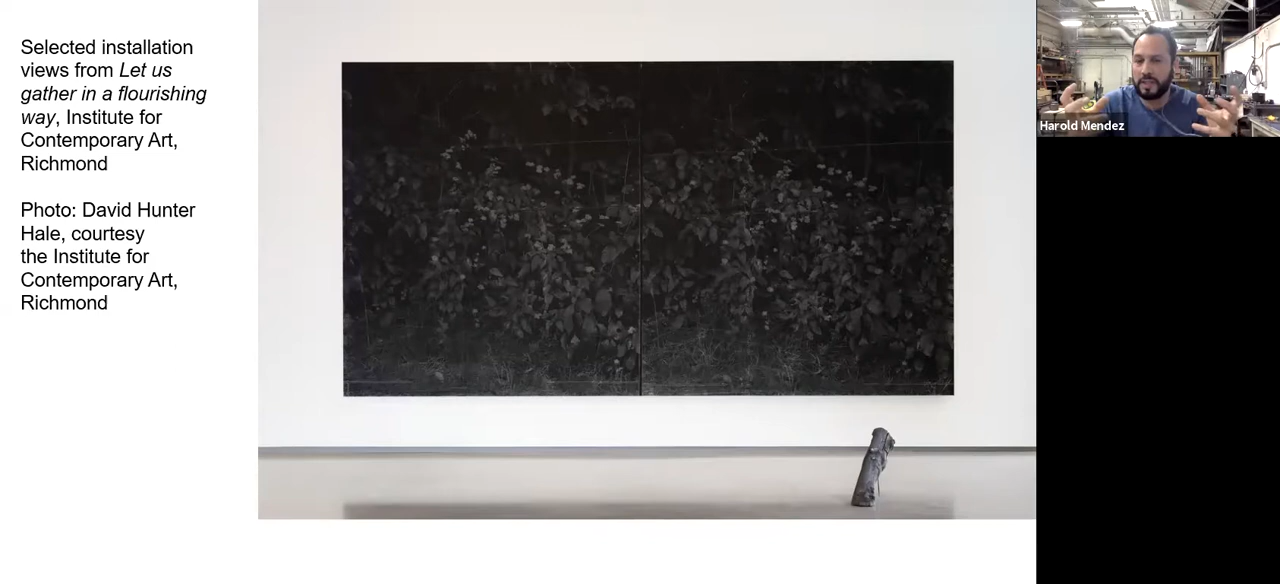 Selected installation
views from Let us
gather in a flourishing
way, Institute for
Contemporary Art,
Richmond
Photo: David Hunter
Hale, courtesy
the Institute for
Contemporary Art,
Richmond
Harold Mendez